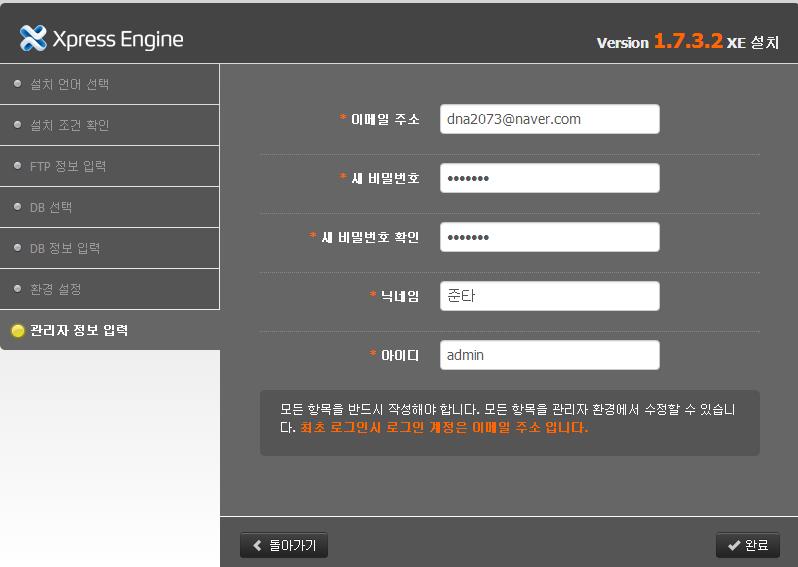 Xpress Engine
Version 1.7.3.2 XE 설치
설치 언어 선택
설치 조건 확인
FTP 정보 입력
DB 선택
DB 정보 입력
환경 설정
관리자 정보 입력
* 이메일 주소 dna2073@naver.com
* 새 비밀번호 •••••••
* 새 비밀번호 확인 •••••••
* 닉네임 준타
* 아이디 admin
모든 항목을 반드시 작성해야 합니다. 모든 항목을 관리자 환경에서 수정할 수 있습니
다. 최초 로그인시 로그인 계정은 이메일 주소 입니다.
돌아가기
완료